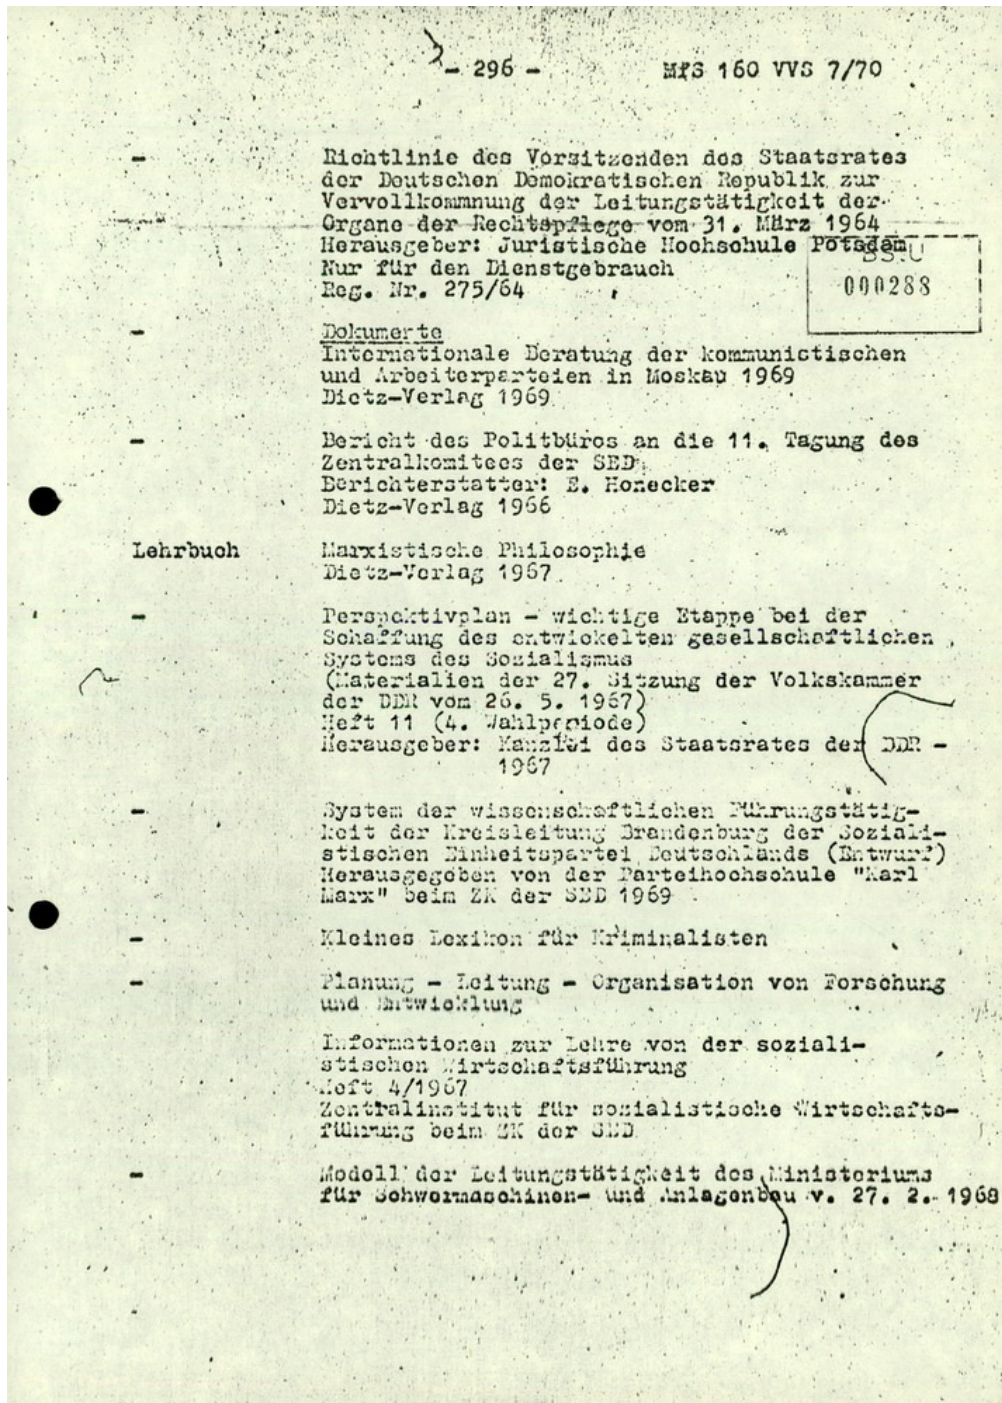 - 296 -
MfS 160 VVS 7/70
- Richtlinie des Vorsitzenden des Staatsrates
der Deutschen Demokratischen Republik zur
Vervollkommnung der Leitungstätigkeit der
Organe der Rechtspflege vom 31. März 1964
Herausgeber: Juristische Hochschule Potsdam
Nur für den Dienstgebrauch
Reg. Nr. 275/64
BStU
000288
- Dokumente
Internationale Beratung der kommunistischen
und Arbeiterparteien in Moskau 1969
Dietz-Verlag 1969
- Bericht des Politbüros an die 11. Tagung des
Zentralkomitees der SED
Berichterstatter: E. Honecker
Dietz-Verlag 1966
Lehrbuch Marxistische Philosophie
Dietz-Verlag 1967
- Perspektivplan - wichtige Etappe bei der
Schaffung des entwickelten gesellschaftlichen
Systems des Sozialismus
(Materialien der 27. Sitzung der Volkskammer
der DDR vom 26. 5. 1967)
Heft 11 (4. Wahlperiode)
Herausgeber: Kanzlei des Staatsrates der DDR -
1967
- System der wissenschaftlichen Führungstätig-
keit der Kreisleitung Brandenburg der Soziali-
stischen Einheitspartei Deutschlands (Entwurf)
Herausgegeben von der Parteihochschule "Karl
Marx" beim ZK der SED 1969
- Kleines Lexikon für Kriminalisten
- Planung - Leitung - Organisation von Forschung
und Entwicklung
Informationen zur Lehre von der soziali-
stischen Wirtschaftsführung
Heft 4/1967
Zentralinstitut für sozialistische Wirtschafts-
führung beim ZK der SED
- Modell der Leitungstätigkeit des Ministeriums
für Schwermaschinen- und Anlagenbau v. 27. 2. 1968